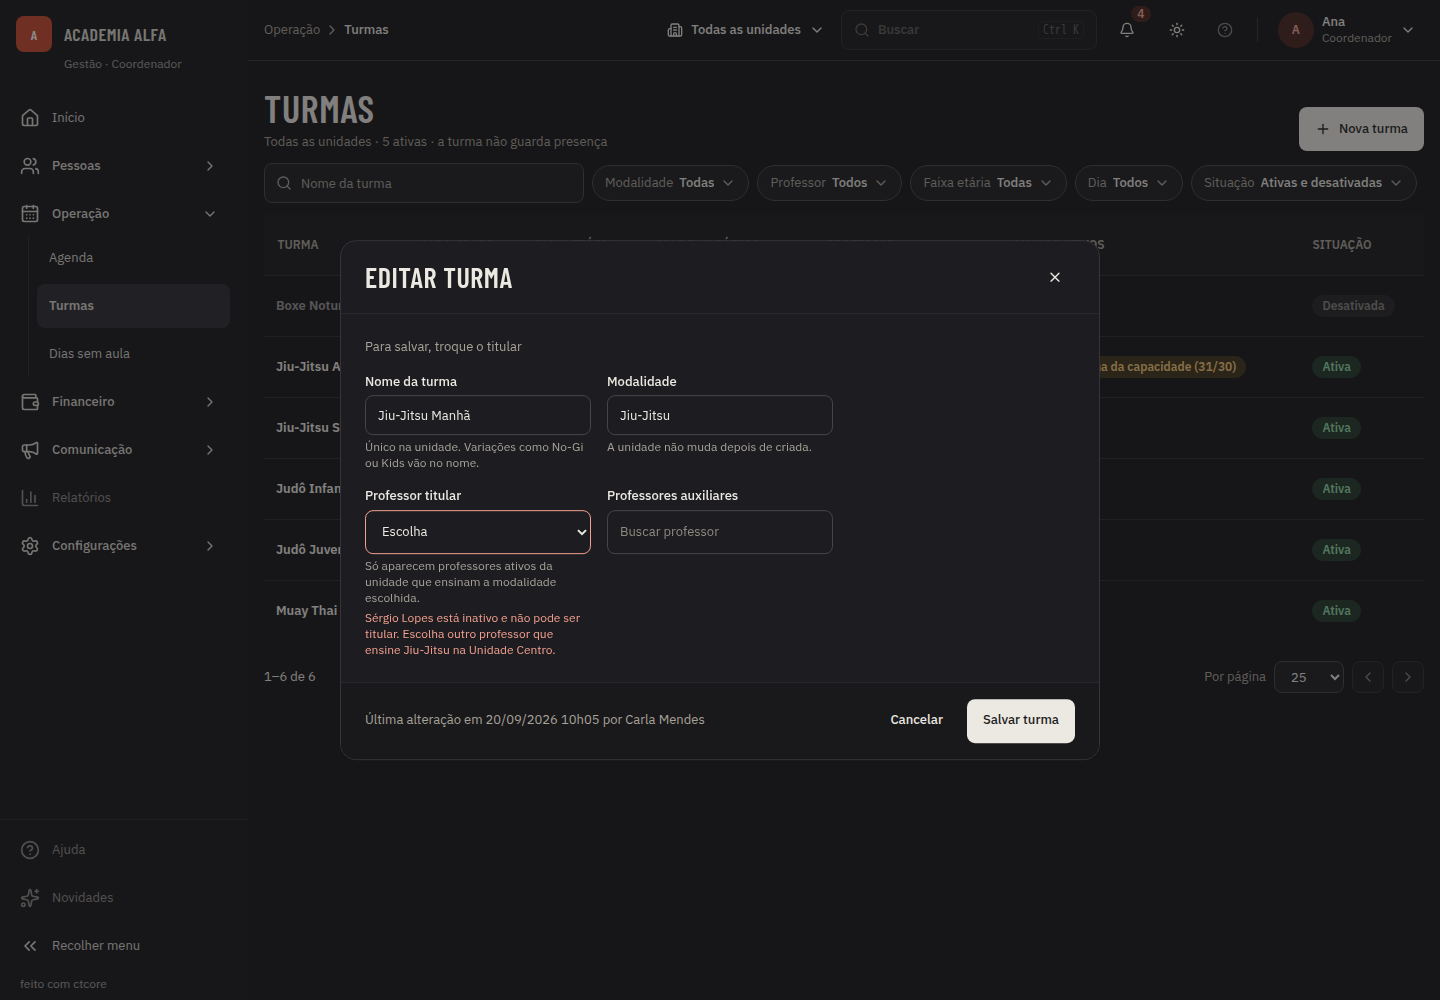 A
ACADEMIA ALFA
Gestão · Coordenador
Início
Pessoas
Operação
Agenda
Turmas
Dias sem aula
Financeiro
Comunicação
Relatórios
Configurações
Ajuda
Novidades
Recolher menu
feito com ctcore
Operação > Turmas
Todas as unidades
Buscar
Ctrl K
4
A
Ana
Coordenador
TURMAS
Todas as unidades · 5 ativas · a turma não guarda presença
Nova turma
Nome da turma
Modalidade Todas
Professor Todos
Faixa etária Todas
Dia Todos
Situação Ativas e desativadas
TURMA
SITUAÇÃO
Boxe
Desativada
Jiu-Jitsu
da capacidade (31/30)
Ativa
Jiu-Jitsu
Ativa
Judô
Ativa
Judô
Ativa
Muay Thai
Ativa
1–6 de 6
Por página
25
EDITAR TURMA
Para salvar, troque o titular
Nome da turma
Jiu-Jitsu Manhã
Único na unidade. Variações como No-Gi
ou Kids vão no nome.
Modalidade
Jiu-Jitsu
A unidade não muda depois de criada.
Professor titular
Escolha
Só aparecem professores ativos da
unidade que ensinam a modalidade
escolhida.
Sérgio Lopes está inativo e não pode ser
titular. Escolha outro professor que
ensine Jiu-Jitsu na Unidade Centro.
Professores auxiliares
Buscar professor
Última alteração em 20/09/2026 10h05 por Carla Mendes
Cancelar
Salvar turma